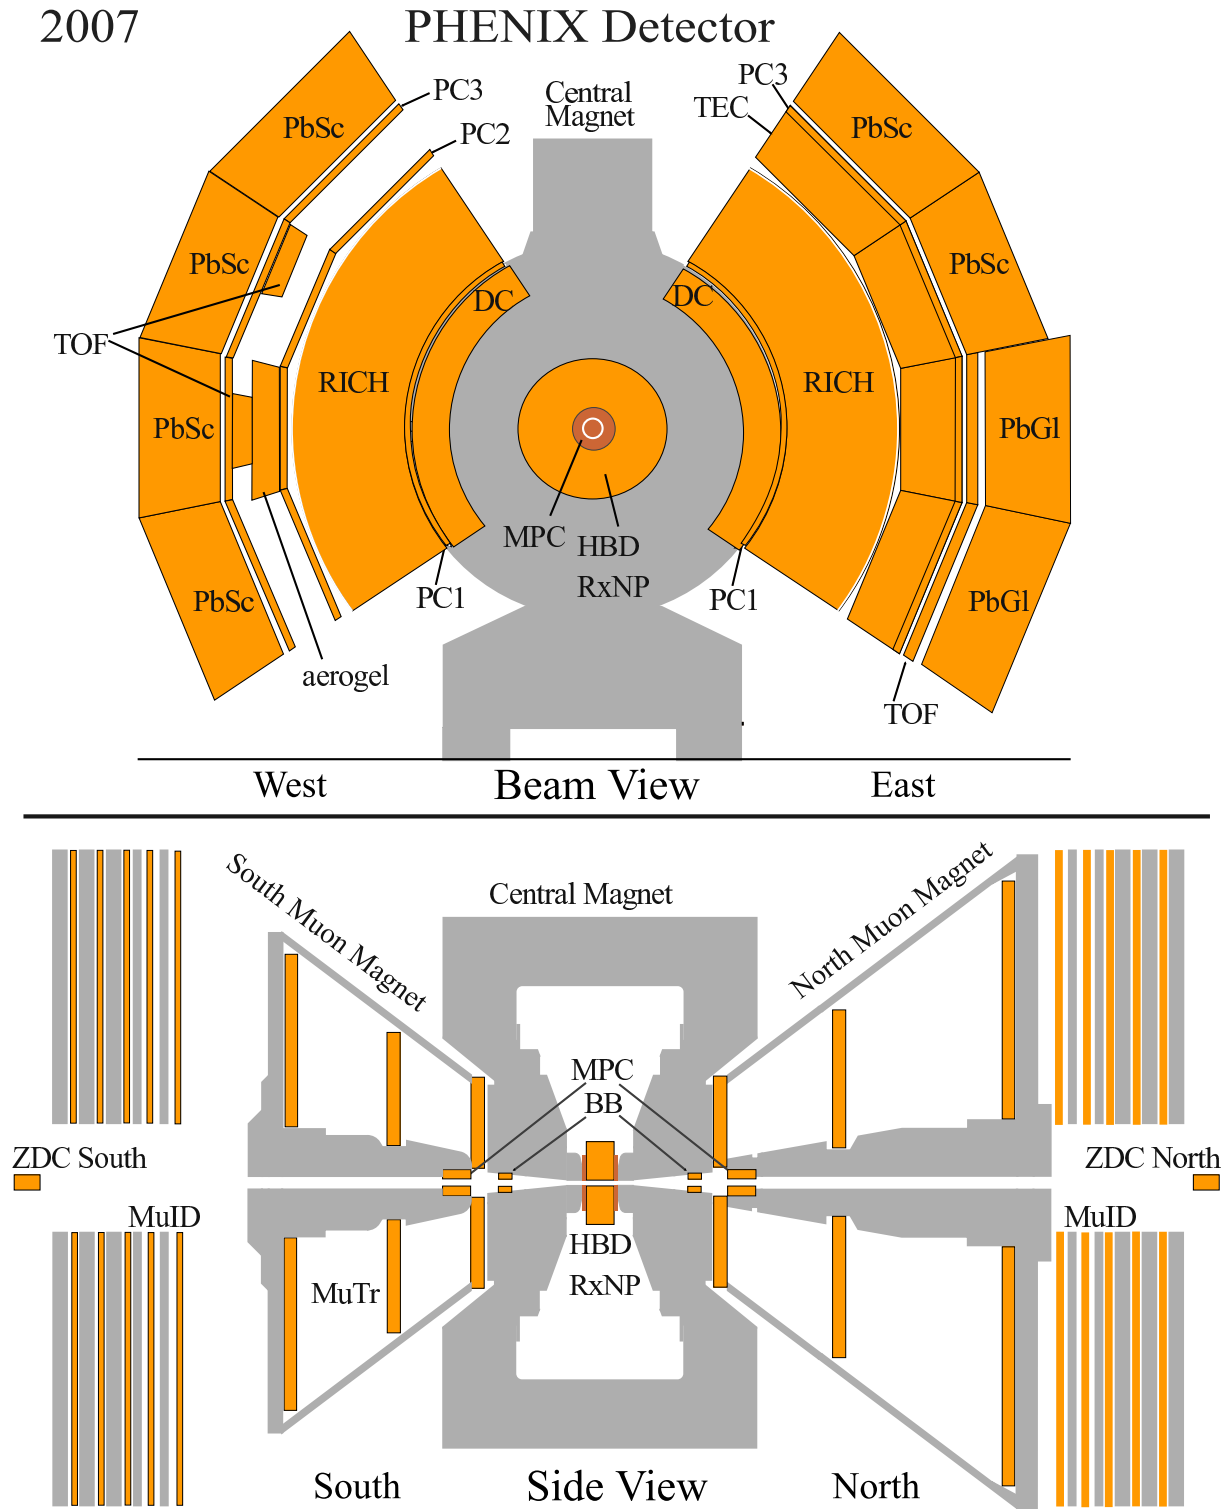 2007
PHENIX Detector
Central
Magnet
PC3
PC2
PC3
TEC
PbSc
PbSc
PbSc
PbSc
DC
DC
TOF
RICH
RICH
PbSc
PbGl
MPC
HBD
RxNP
PC1
PC1
PbSc
PbGl
aerogel
TOF
West
Beam View
East
South Muon Magnet
Central Magnet
North Muon Magnet
MPC
BB
ZDC South
ZDC North
MuID
MuID
HBD
RxNP
MuTr
South
Side View
North